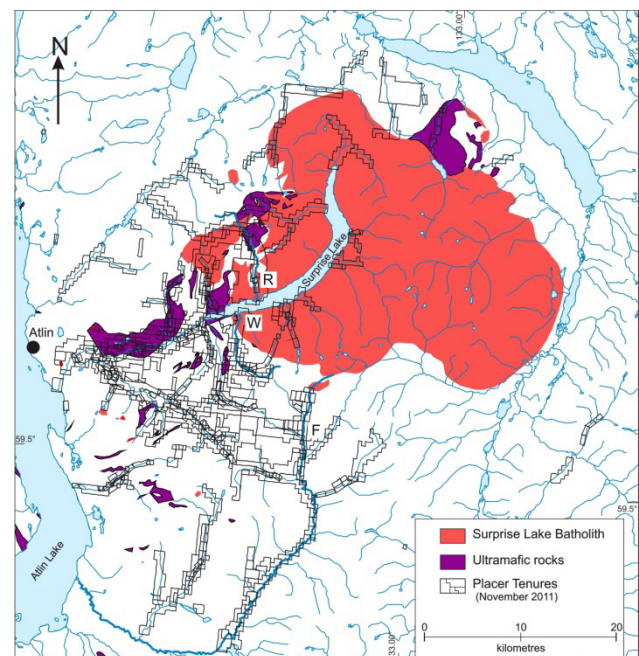 N
133.00°
Surprise Lake
R
W
Atlin
F
59.5°
59.5°
Atlin Lake
133.00
Surprise Lake Batholith
Ultramafic rocks
Placer Tenures
(November 2011)
0 10 20
kilometres